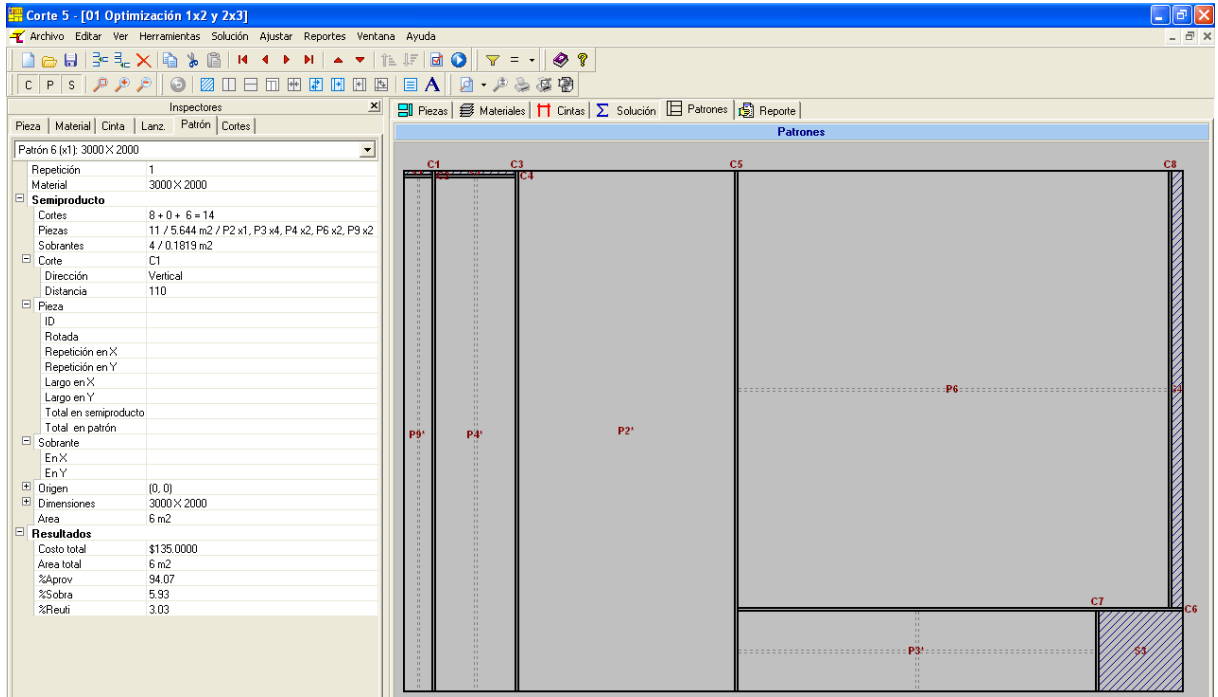 Corte 5 - [01 Optimización 1x2 y 2x3]
Archivo Editar Ver Herramientas Solución Ajustar Reportes Ventana Ayuda
C P S A
Inspectores
Pieza Material Cinta Lanz. Patrón Cortes
Patrón 6 (x1): 3000 X 2000
Repetición 1
Material 3000 X 2000
Semiproducto
Cortes 8 + 0 + 6 = 14
Piezas 11 / 5.644 m2 / P2 x1, P3 x4, P4 x2, P6 x2, P9 x2
Sobrantes 4 / 0.1819 m2
Corte C1
Dirección Vertical
Distancia 110
Pieza
ID
Rotada
Repetición en X
Repetición en Y
Largo en X
Largo en Y
Total en semiproducto
Total en patrón
Sobrante
En X
En Y
Origen (0, 0)
Dimensiones 3000 X 2000
Area 6 m2
Resultados
Costo total $135.0000
Area total 6 m2
%Aprov 94.07
%Sobra 5.93
%Reuti 3.03
Piezas Materiales Cintas Solución Patrones Reporte
Patrones
C1 C3 C5 C8
C4
P6
P9' P4' P2'
C7
C6
P3' S3